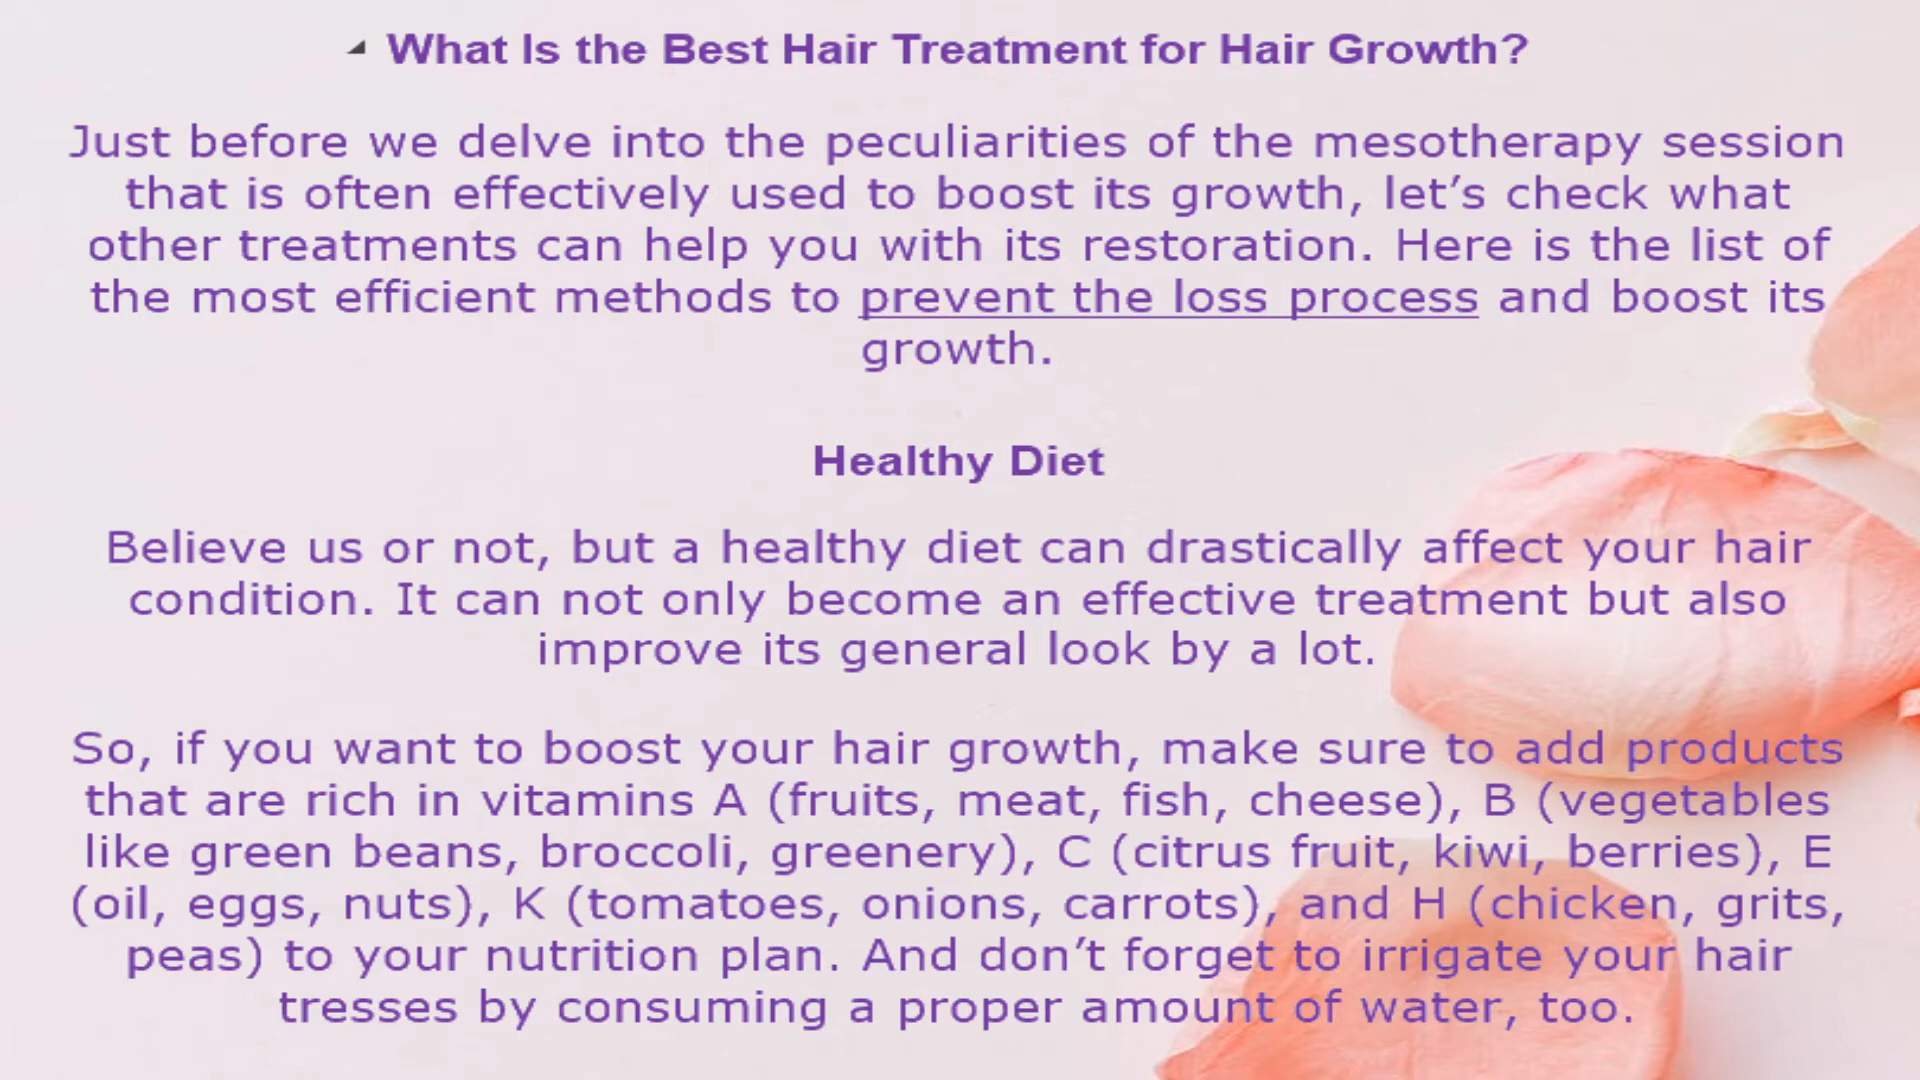 What Is the Best Hair Treatment for Hair Growth?
Just before we delve into the peculiarities of the mesotherapy session
that is often effectively used to boost its growth, let’s check what
other treatments can help you with its restoration. Here is the list of
the most efficient methods to prevent the loss process and boost its
growth.
Healthy Diet
Believe us or not, but a healthy diet can drastically affect your hair
condition. It can not only become an effective treatment but also
improve its general look by a lot.
So, if you want to boost your hair growth, make sure to add products
that are rich in vitamins A (fruits, meat, fish, cheese), B (vegetables
like green beans, broccoli, greenery), C (citrus fruit, kiwi, berries), E
(oil, eggs, nuts), K (tomatoes, onions, carrots), and H (chicken, grits,
peas) to your nutrition plan. And don’t forget to irrigate your hair
tresses by consuming a proper amount of water, too.